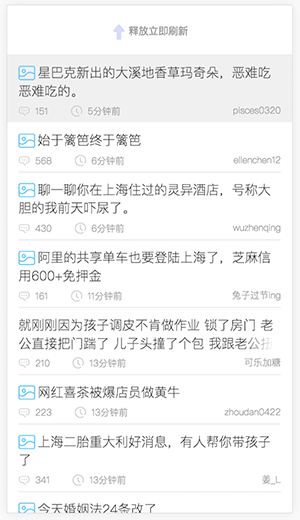 释放立即刷新
星巴克新出的大溪地香草玛奇朵，恶难吃
恶难吃的。
151 5分钟前 pisces0320
始于篱笆终于篱笆
568 6分钟前 ellenchen12
聊一聊你在上海住过的灵异酒店，号称大
胆的我前天吓尿了。
430 6分钟前 wuzhenqing
阿里的共享单车也要登陆上海了，芝麻信
用600+免押金
161 11分钟前 兔子过节ing
就刚刚因为孩子调皮不肯做作业 锁了房门 老
公直接把门踹了 儿子头撞了个包 我跟老公扭
210 13分钟前 可乐加糖
网红喜茶被爆店员做黄牛
223 13分钟前 zhoudan0422
上海二胎重大利好消息，有人帮你带孩子
了
341 13分钟前 姜_L
今天婚姻法24条改了